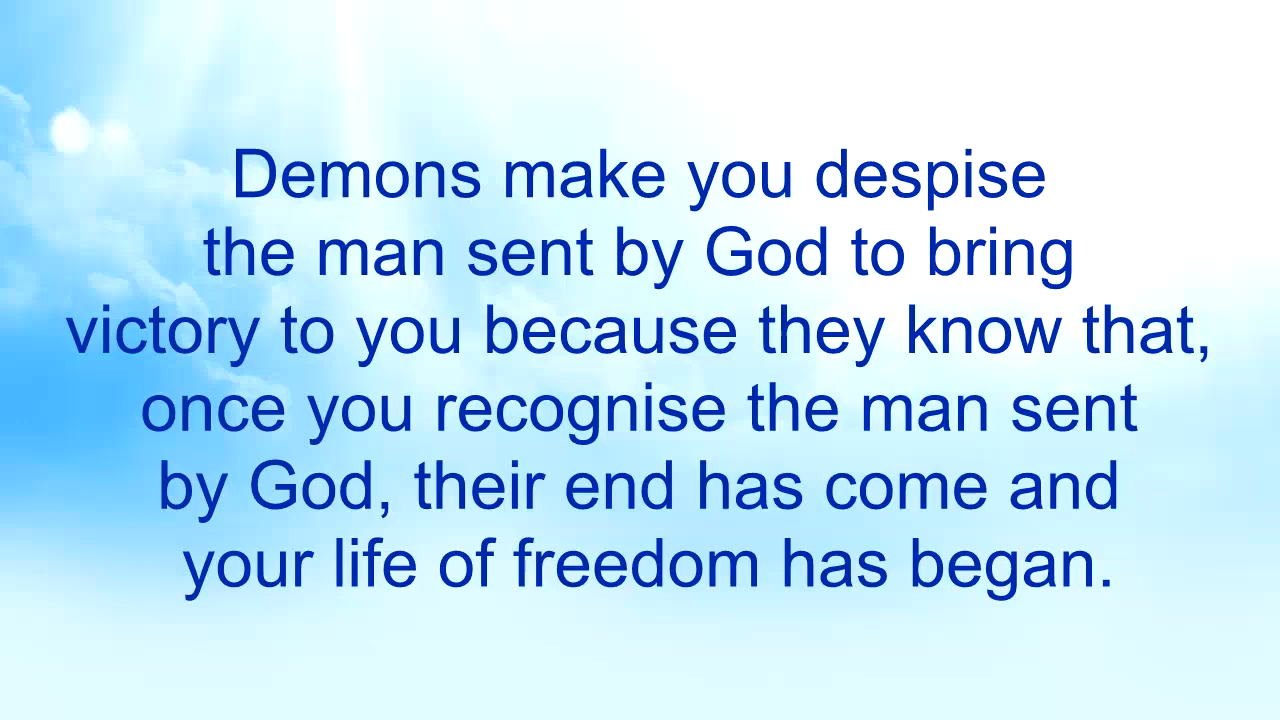 Demons make you despise
the man sent by God to bring
victory to you because they know that,
once you recognise the man sent
by God, their end has come and
your life of freedom has began.